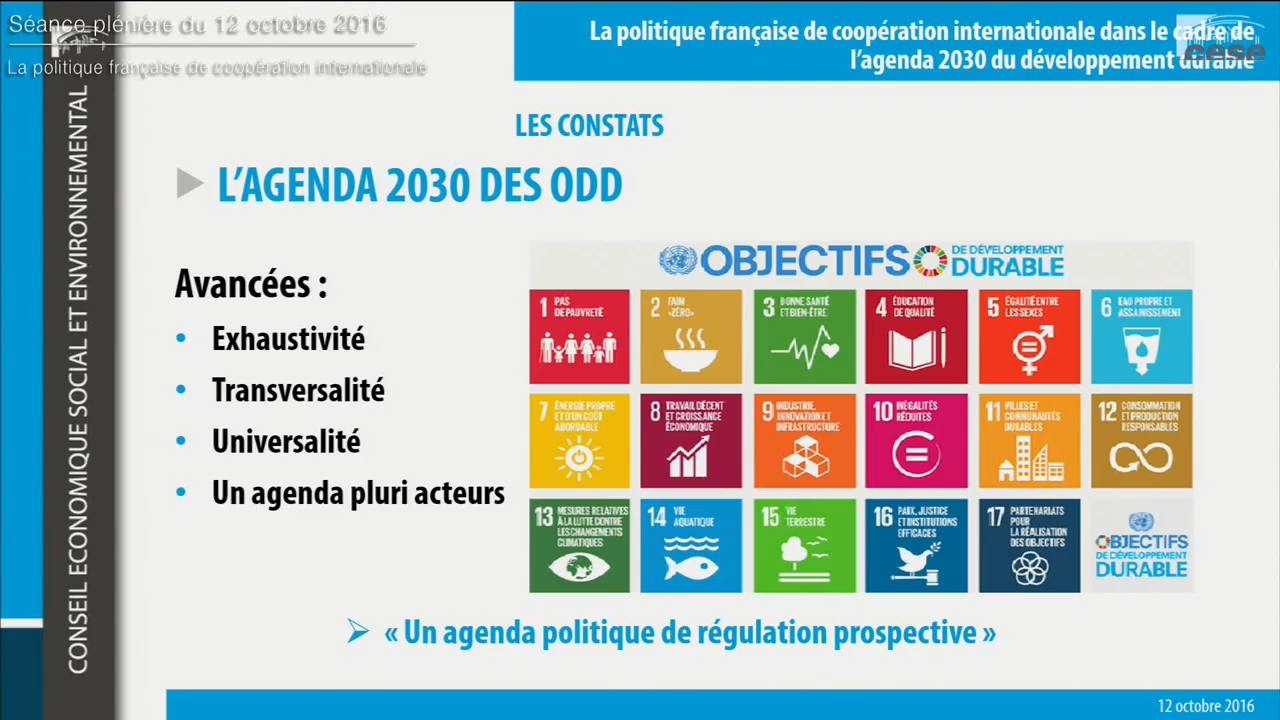 Séance plénière du 12 octobre 2016
La politique française de coopération internationale
La politique française de coopération internationale dans le cadre de
l'agenda 2030 du développement durable
cese
CONSEIL ECONOMIQUE SOCIAL ET ENVIRONNEMENTAL
LES CONSTATS
L'AGENDA 2030 DES ODD
Avancées :
• Exhaustivité
• Transversalité
• Universalité
• Un agenda pluri acteurs
OBJECTIFS DE DÉVELOPPEMENT
DURABLE
1 PAS
DE PAUVRETÉ
2 FAIM
«ZÉRO»
3 BONNE SANTÉ
ET BIEN-ÊTRE
4 ÉDUCATION
DE QUALITÉ
5 ÉGALITÉ ENTRE
LES SEXES
6 EAU PROPRE ET
ASSAINISSEMENT
7 ÉNERGIE PROPRE
ET D'UN COÛT
ABORDABLE
8 TRAVAIL DÉCENT
ET CROISSANCE
ÉCONOMIQUE
9 INDUSTRIE,
INNOVATION ET
INFRASTRUCTURE
10 INÉGALITÉS
RÉDUITES
11 VILLES ET
COMMUNAUTÉS
DURABLES
12 CONSOMMATION
ET PRODUCTION
RESPONSABLES
13 MESURES RELATIVES
À LA LUTTE CONTRE
LES CHANGEMENTS
CLIMATIQUES
14 VIE
AQUATIQUE
15 VIE
TERRESTRE
16 PAIX, JUSTICE
ET INSTITUTIONS
EFFICACES
17 PARTENARIATS
POUR
LA RÉALISATION
DES OBJECTIFS
OBJECTIFS
DE DÉVELOPPEMENT
DURABLE
« Un agenda politique de régulation prospective »
12 octobre 2016